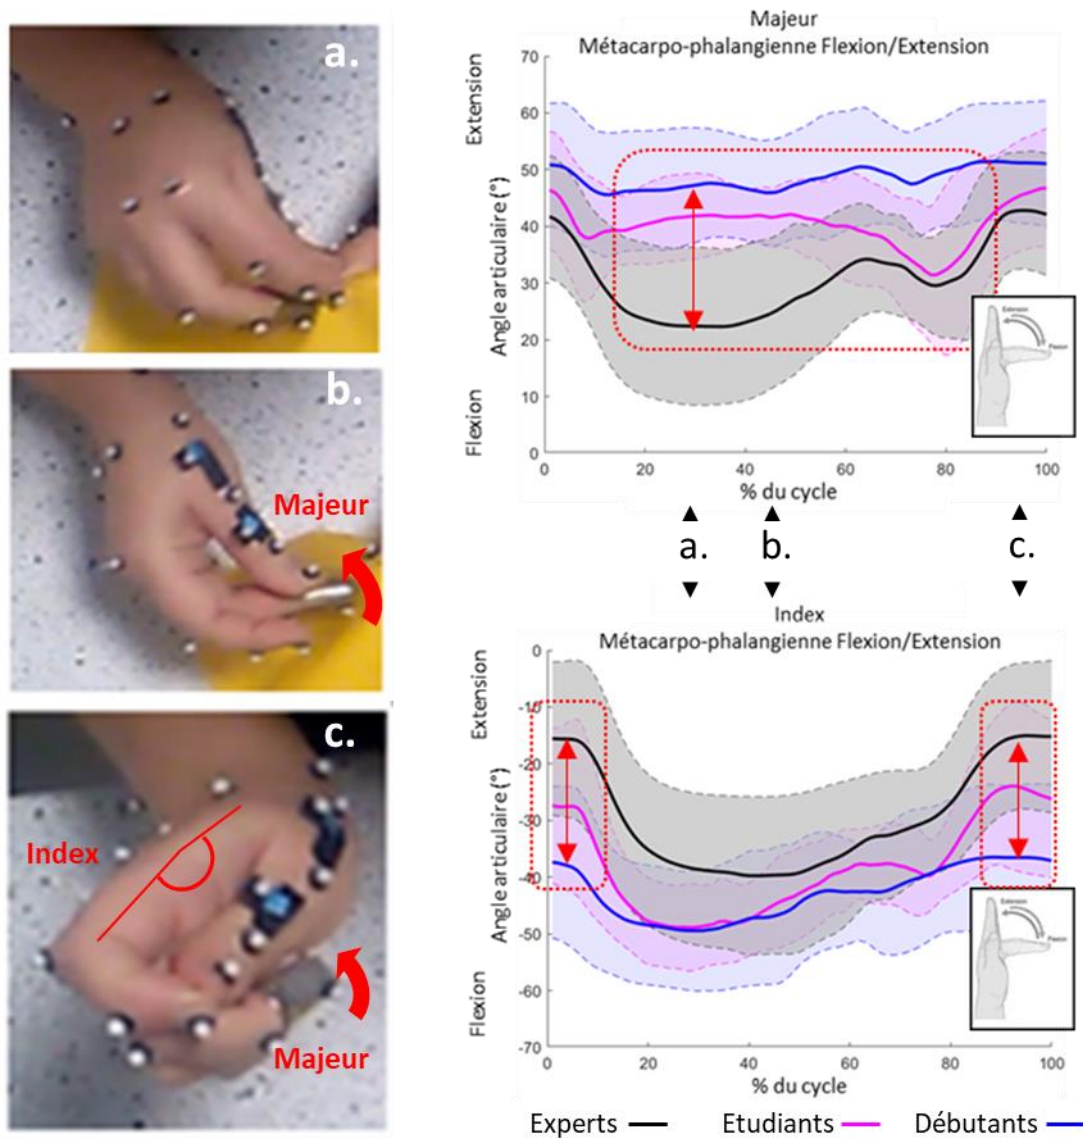 a.
b.
Majeur
c.
Index
Majeur
Majeur
Métacarpo-phalangienne Flexion/Extension
Extension
Angle articulaire (°)
Flexion
70
60
50
40
30
20
10
0
0 20 40 60 80 100
% du cycle
Extension
Flexion
a. b. c.
Index
Métacarpo-phalangienne Flexion/Extension
Extension
Angle articulaire (°)
Flexion
0
-10
-20
-30
-40
-50
-60
-70
20 40 60 80 100
% du cycle
Extension
Flexion
Experts Etudiants Débutants